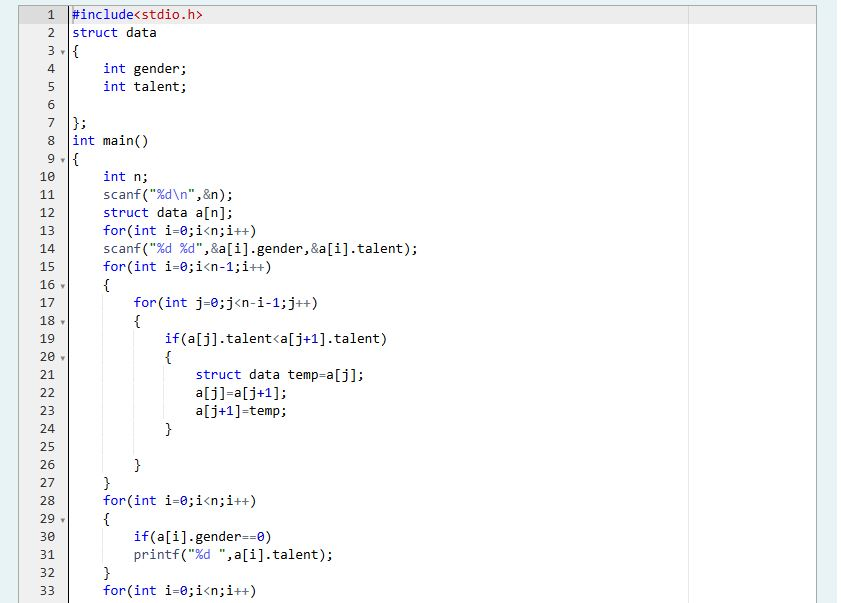 1 #include<stdio.h>
2 struct data
3 {
4     int gender;
5     int talent;
6
7 };
8 int main()
9 {
10     int n;
11     scanf("%d\n",&n);
12     struct data a[n];
13     for(int i=0;i<n;i++)
14     scanf("%d %d",&a[i].gender,&a[i].talent);
15     for(int i=0;i<n-1;i++)
16     {
17         for(int j=0;j<n-i-1;j++)
18         {
19             if(a[j].talent<a[j+1].talent)
20             {
21                 struct data temp=a[j];
22                 a[j]=a[j+1];
23                 a[j+1]=temp;
24             }
25
26         }
27     }
28     for(int i=0;i<n;i++)
29     {
30         if(a[i].gender==0)
31         printf("%d ",a[i].talent);
32     }
33     for(int i=0;i<n;i++)